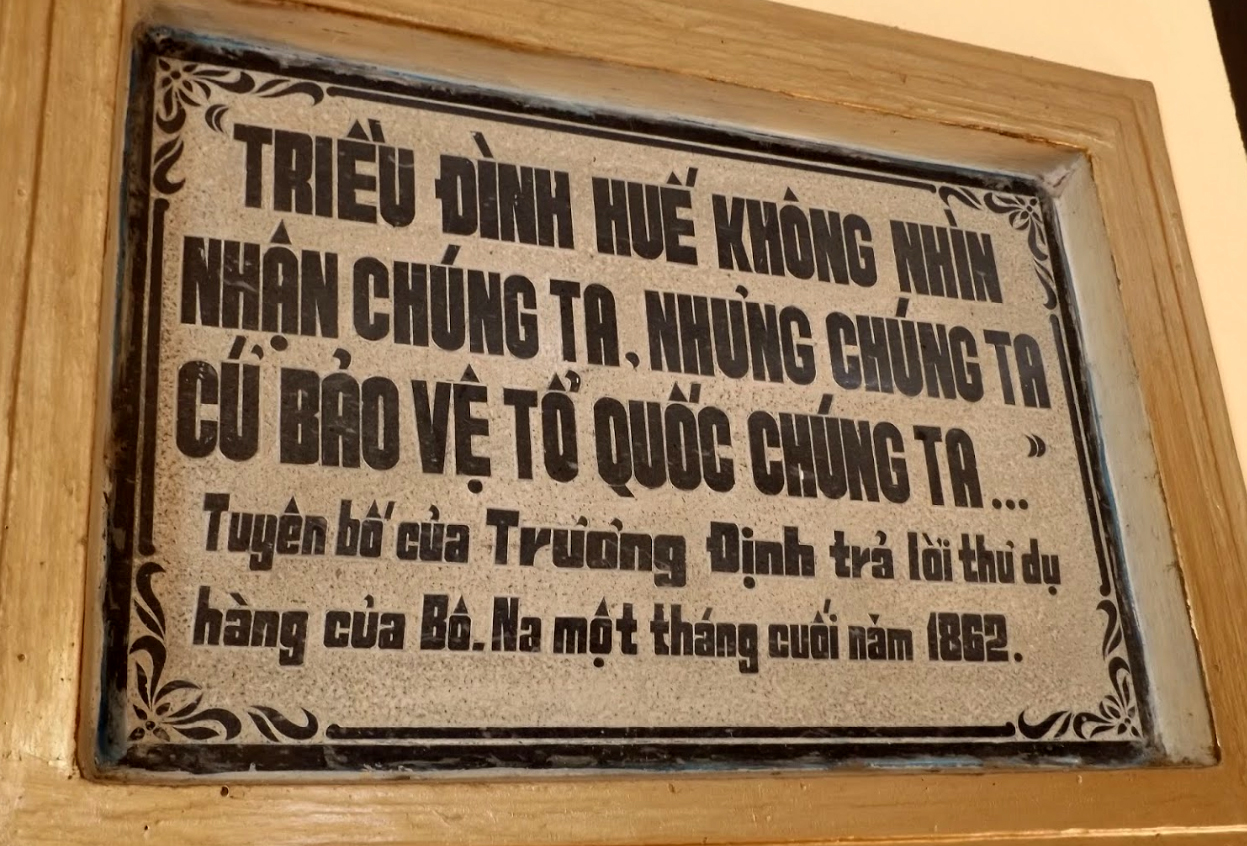 “TRIỀU ĐÌNH HUẾ KHÔNG NHÌN
NHẬN CHÚNG TA, NHƯNG CHÚNG TA
CỨ BẢO VỆ TỔ QUỐC CHÚNG TA...”
Tuyên bố của Trương Định trả lời thư dụ
hàng của Bô.Na một tháng cuối năm 1862.